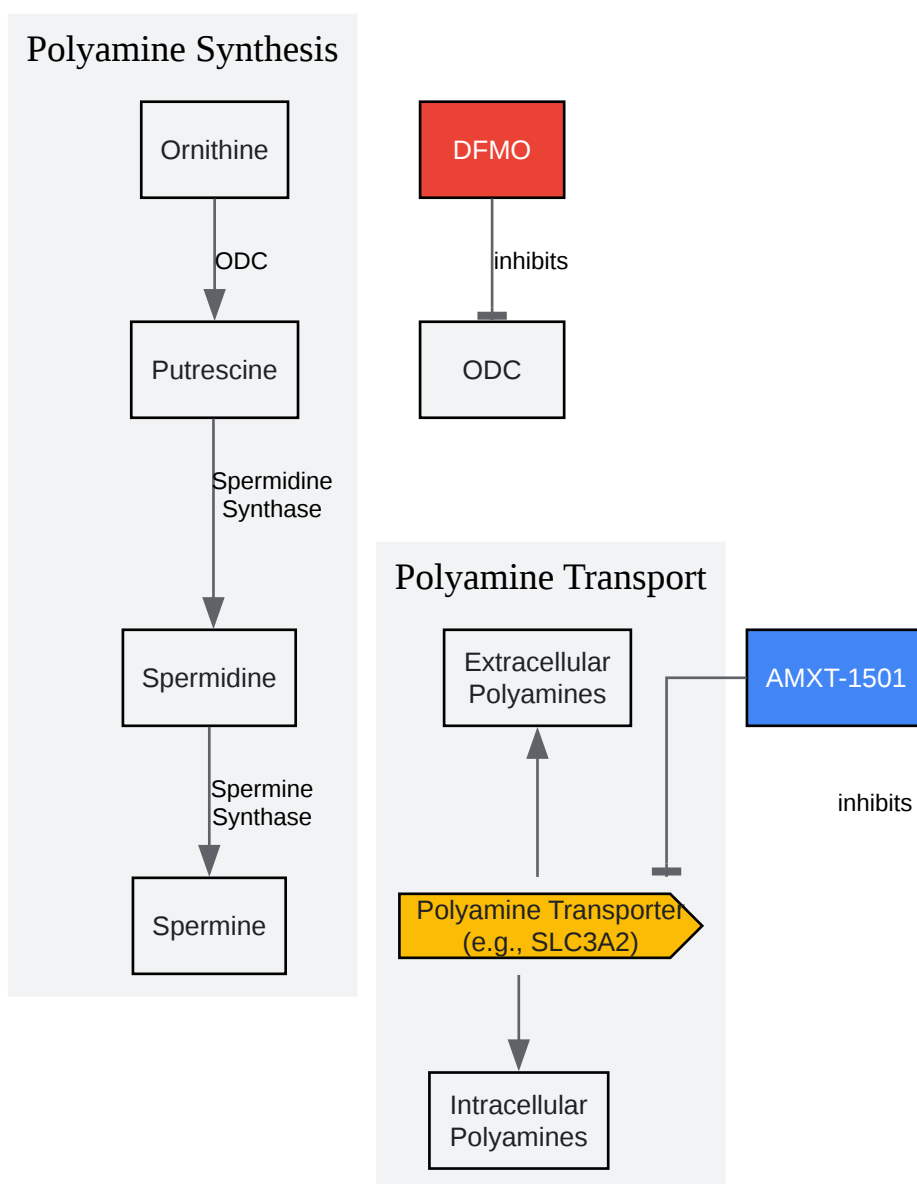 Polyamine Synthesis
Ornithine
ODC
Putrescine
Spermidine
Synthase
Spermidine
Spermine
Synthase
Spermine
DFMO
inhibits
ODC
Polyamine Transport
Extracellular
Polyamines
AMXT-1501
inhibits
Polyamine Transporter
(e.g., SLC3A2)
Intracellular
Polyamines